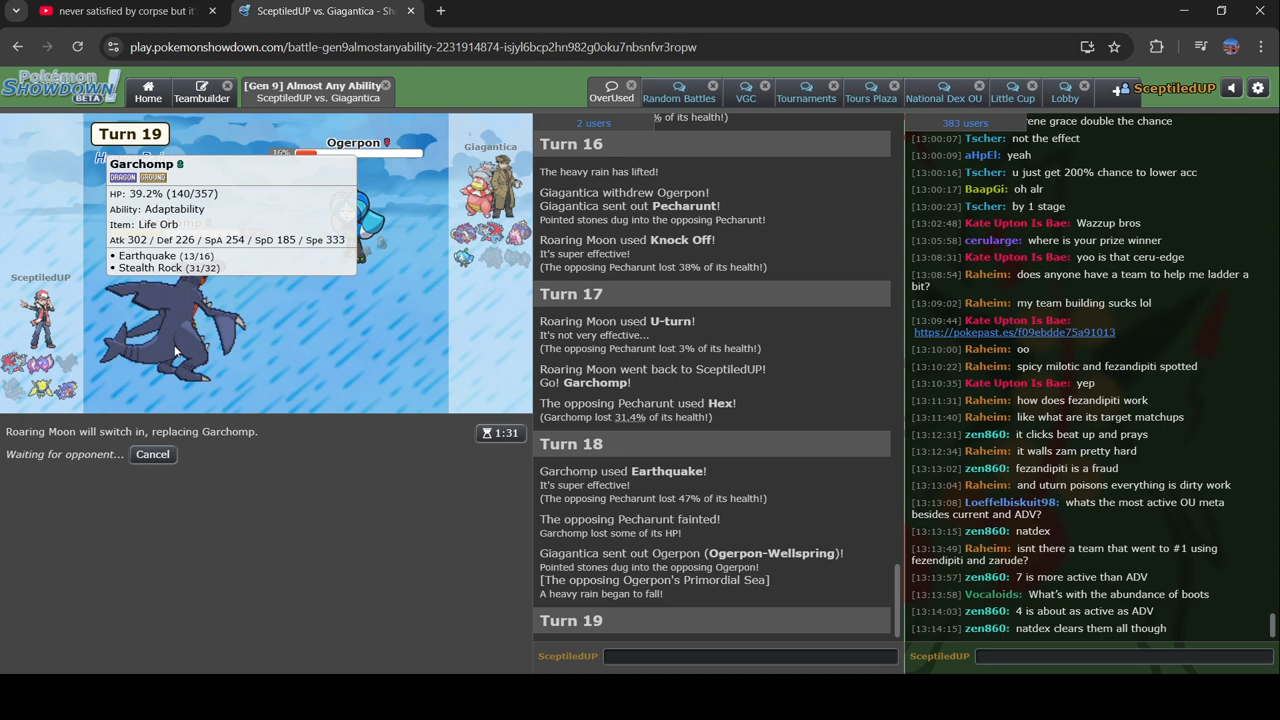 never satisfied by corpse but it'
SceptiledUP vs. Giagantica - Sh
play.pokemonshowdown.com/battle-gen9almostanyability-2231914874-isjyl6bcp2hn982g0oku7nbsnfvr3ropw
Pokémon
SHOWDOWN!
BETA
Home
Teambuilder
[Gen 9] Almost Any Ability
SceptiledUP vs. Giagantica
OverUsed
Random Battles
VGC
Tournaments
Tours Plaza
National Dex OU
Little Cup
Lobby
SceptiledUP
Turn 19
Ogerpon
16%
Giagantica
SceptiledUP
Garchomp
DRAGON GROUND
HP: 39.2% (140/357)
Ability: Adaptability
Item: Life Orb
Atk 302 / Def 226 / SpA 254 / SpD 185 / Spe 333
• Earthquake (13/16)
• Stealth Rock (31/32)
Roaring Moon will switch in, replacing Garchomp.
1:31
Waiting for opponent...
Cancel
2 users
% of its health!)
Turn 16
The heavy rain has lifted!
Giagantica withdrew Ogerpon!
Giagantica sent out Pecharunt!
Pointed stones dug into the opposing Pecharunt!
Roaring Moon used Knock Off!
It's super effective!
(The opposing Pecharunt lost 38% of its health!)
Turn 17
Roaring Moon used U-turn!
It's not very effective...
(The opposing Pecharunt lost 3% of its health!)
Roaring Moon went back to SceptiledUP!
Go! Garchomp!
The opposing Pecharunt used Hex!
(Garchomp lost 31.4% of its health!)
Turn 18
Garchomp used Earthquake!
It's super effective!
(The opposing Pecharunt lost 47% of its health!)
The opposing Pecharunt fainted!
Garchomp lost some of its HP!
Giagantica sent out Ogerpon (Ogerpon-Wellspring)!
Pointed stones dug into the opposing Ogerpon!
[The opposing Ogerpon's Primordial Sea]
A heavy rain began to fall!
Turn 19
SceptiledUP:
383 users
erene grace double the chance
[13:00:07] Tscher: not the effect
[13:00:09] aHpEl: yeah
[13:00:16] Tscher: u just get 200% chance to lower acc
[13:00:17] BaapGi: oh alr
[13:00:23] Tscher: by 1 stage
[13:02:48] Kate Upton Is Bae: Wazzup bros
[13:05:58] cerularge: where is your prize winner
[13:08:31] Kate Upton Is Bae: yoo is that ceru-edge
[13:08:54] Raheim: does anyone have a team to help me ladder a
bit?
[13:09:02] Raheim: my team building sucks lol
[13:09:44] Kate Upton Is Bae:
https://pokepast.es/f09ebdde75a91013
[13:10:00] Raheim: oo
[13:10:22] Raheim: spicy milotic and fezandipiti spotted
[13:10:35] Kate Upton Is Bae: yep
[13:11:31] Raheim: how does fezandipiti work
[13:11:40] Raheim: like what are its target matchups
[13:12:31] zen860: it clicks beat up and prays
[13:12:34] Raheim: it walls zam pretty hard
[13:13:02] zen860: fezandipiti is a fraud
[13:13:04] Raheim: and uturn poisons everything is dirty work
[13:13:08] Loeffelbiskuit98: whats the most active OU meta
besides current and ADV?
[13:13:15] zen860: natdex
[13:13:49] Raheim: isnt there a team that went to #1 using
fezendipiti and zarude?
[13:13:57] zen860: 7 is more active than ADV
[13:13:58] Vocaloids: What's with the abundance of boots
[13:14:03] zen860: 4 is about as active as ADV
[13:14:15] zen860: natdex clears them all though
SceptiledUP